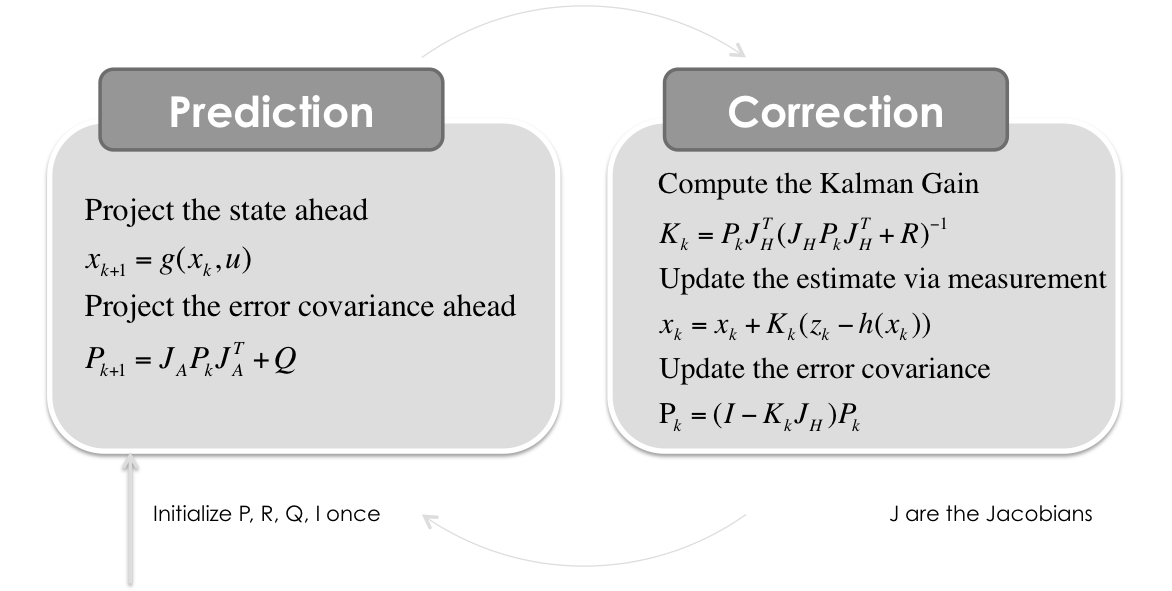 Prediction
Project the state ahead
x_{k+1} = g(x_k, u)
Project the error covariance ahead
P_{k+1} = J_A P_k J_A^T + Q
Correction
Compute the Kalman Gain
K_k = P_k J_H^T (J_H P_k J_H^T + R)^{-1}
Update the estimate via measurement
x_k = x_k + K_k (z_k − h(x_k))
Update the error covariance
P_k = (I − K_k J_H) P_k
Initialize P, R, Q, I once
J are the Jacobians